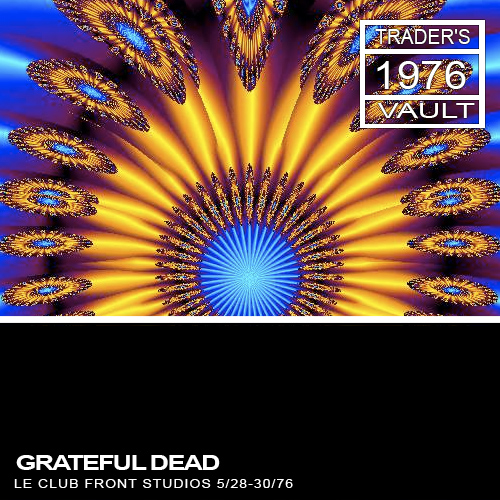 TRADER'S
1976
VAULT
GRATEFUL DEAD
LE CLUB FRONT STUDIOS 5/28-30/76